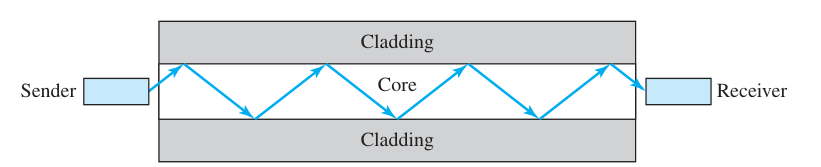 Cladding
Sender
Core
Receiver
Cladding